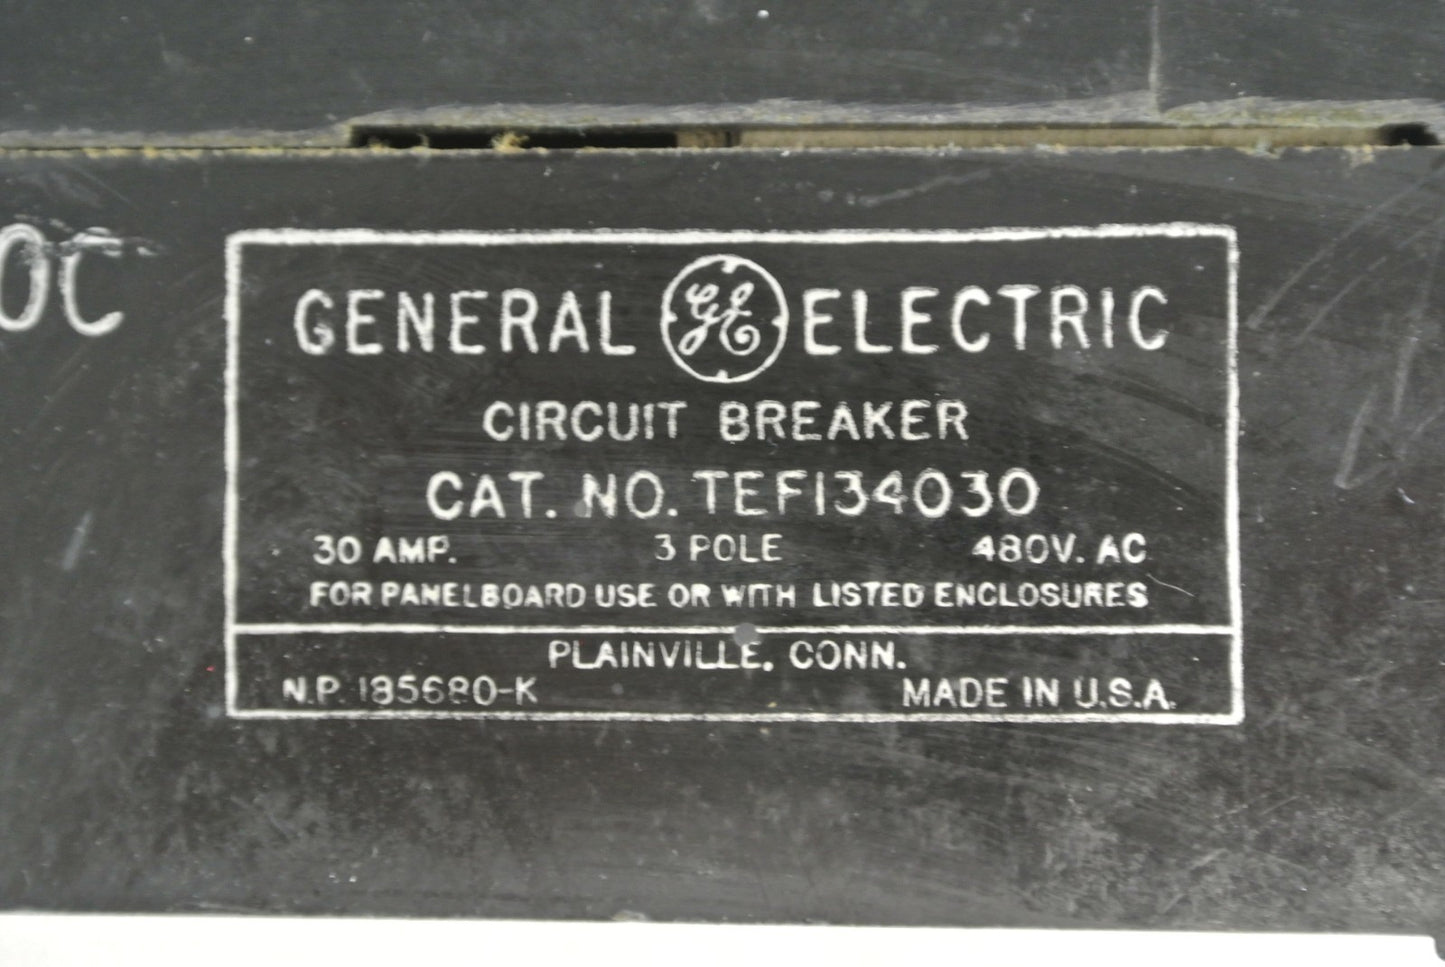 OC
GENERAL GE ELECTRIC
CIRCUIT BREAKER
CAT. NO. TEF134030
30 AMP. 3 POLE 480V. AC
FOR PANELBOARD USE OR WITH LISTED ENCLOSURES
PLAINVILLE, CONN.
N.P. 185680-K MADE IN U.S.A.